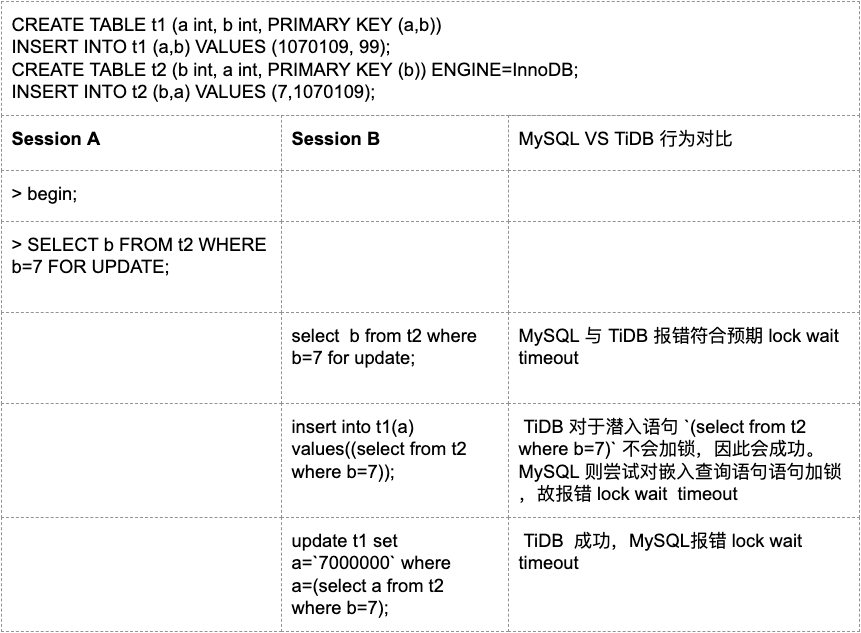 CREATE TABLE t1 (a int, b int, PRIMARY KEY (a,b))
INSERT INTO t1 (a,b) VALUES (1070109, 99);
CREATE TABLE t2 (b int, a int, PRIMARY KEY (b)) ENGINE=InnoDB;
INSERT INTO t2 (b,a) VALUES (7,1070109);
Session A
Session B
MySQL VS TiDB 行为对比
> begin;
> SELECT b FROM t2 WHERE
b=7 FOR UPDATE;
select b from t2 where
b=7 for update;
MySQL 与 TiDB 报错符合预期 lock wait
timeout
insert into t1(a)
values((select from t2
where b=7));
TiDB 对于潜入语句 `(select from t2
where b=7)` 不会加锁，因此会成功。
MySQL 则尝试对嵌入查询语句语句加锁
，故报错 lock wait timeout
update t1 set
a=`7000000` where
a=(select a from t2
where b=7);
TiDB 成功，MySQL报错 lock wait
timeout